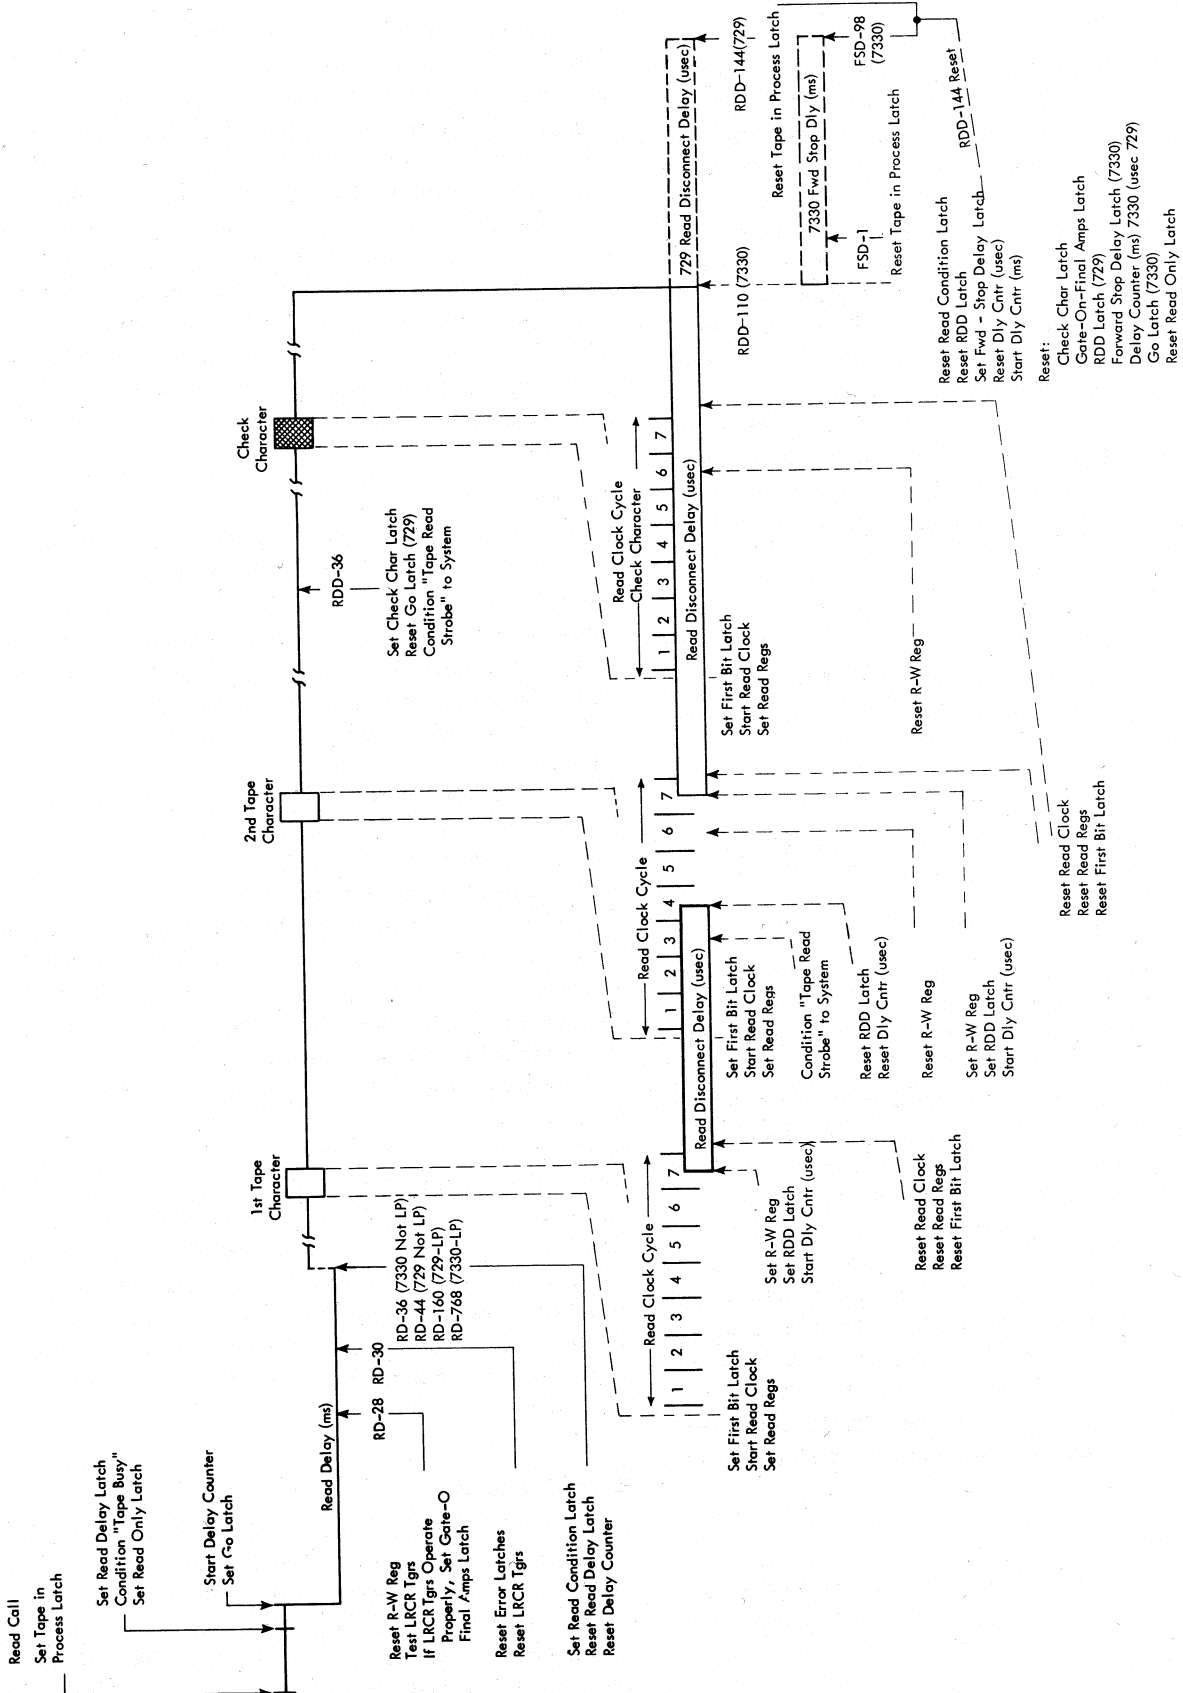 Read Call
Set Tape in
Process Latch
Set Read Delay Latch
Condition "Tape Busy"
Set Read Only Latch
Start Delay Counter
Set Go Latch
Read Delay (ms)
RD-28
RD-30
RD-36 (7330 Not LP)
RD-44 (729 Not LP)
RD-160 (729-LP)
RD-768 (7330-LP)
Reset R-W Reg
Test LRCR Tgrs
If LRCR Tgrs Operate
Properly, Set Gate-O
Final Amps Latch
Reset Error Latches
Reset LRCR Tgrs
Set Read Condition Latch
Reset Read Delay Latch
Reset Delay Counter
1st Tape
Character
2nd Tape
Character
RDD-36
Set Check Char Latch
Reset Go Latch (729)
Condition "Tape Read
Strobe" to System
Check
Character
Read Clock Cycle
1 2 3 4 5 6 7
Set First Bit Latch
Start Read Clock
Set Read Regs
Set R-W Reg
Set RDD Latch
Start Dly Cntr (usec)
Reset Read Clock
Reset Read Regs
Reset First Bit Latch
Read Disconnect Delay (usec)
Read Clock Cycle
1 2 3 4 5 6 7
Set First Bit Latch
Start Read Clock
Set Read Regs
Condition "Tape Read
Strobe" to System
Reset RDD Latch
Reset Dly Cntr (usec)
Reset R-W Reg
Set R-W Reg
Set RDD Latch
Start Dly Cntr (usec)
Reset Read Clock
Reset Read Regs
Reset First Bit Latch
Read Clock Cycle
Check Character
1 2 3 4 5 6 7
Read Disconnect Delay (usec)
Set First Bit Latch
Start Read Clock
Set Read Regs
Reset R-W Reg
729 Read Disconnect Delay (usec)
RDD-110 (7330)
RDD-144(729)
Reset Tape in Process Latch
7330 Fwd Stop Dly (ms)
FSD-1
FSD-98
(7330)
Reset Tape in Process Latch
RDD-144 Reset
Reset Read Condition Latch
Reset RDD Latch
Set Fwd - Stop Delay Latch
Reset Dly Cntr (usec)
Start Dly Cntr (ms)
Reset:
Check Char Latch
Gate-On-Final Amps Latch
RDD Latch (729)
Forward Stop Delay Latch (7330)
Delay Counter (ms) 7330 (usec 729)
Go Latch (7330)
Reset Read Only Latch